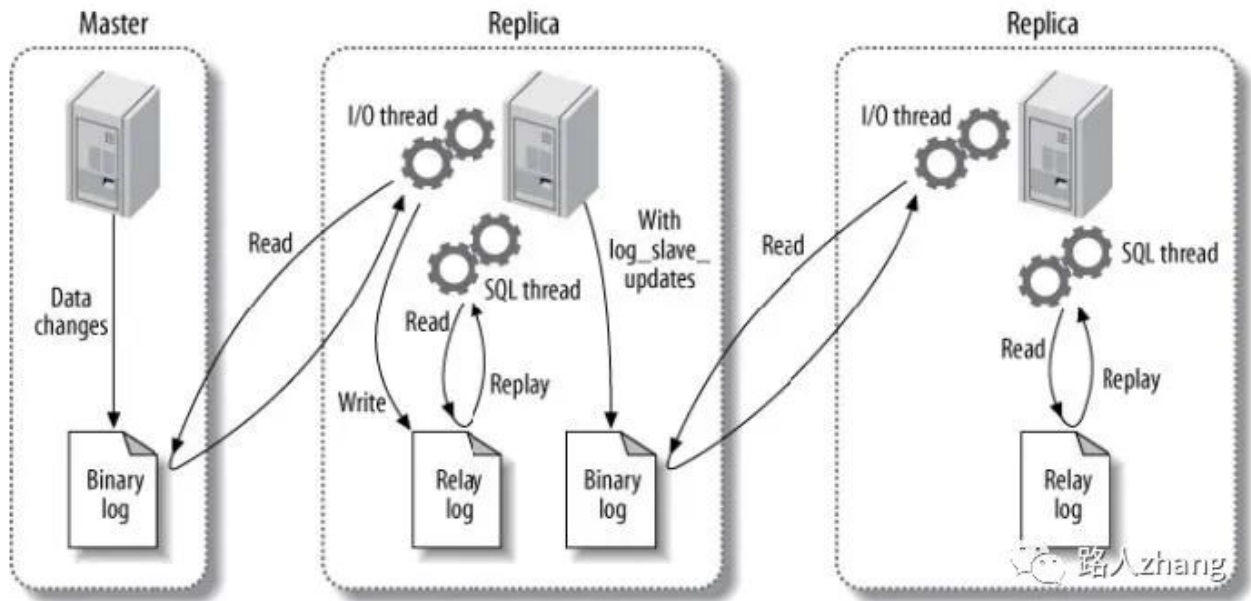 Master
Replica
Replica
I/O thread
I/O thread
Read
With
log_slave_
updates
Read
SQL thread
SQL thread
Data
changes
Read
Read
Replay
Replay
Write
Binary
log
Relay
log
Binary
log
Relay
log
路人zhang